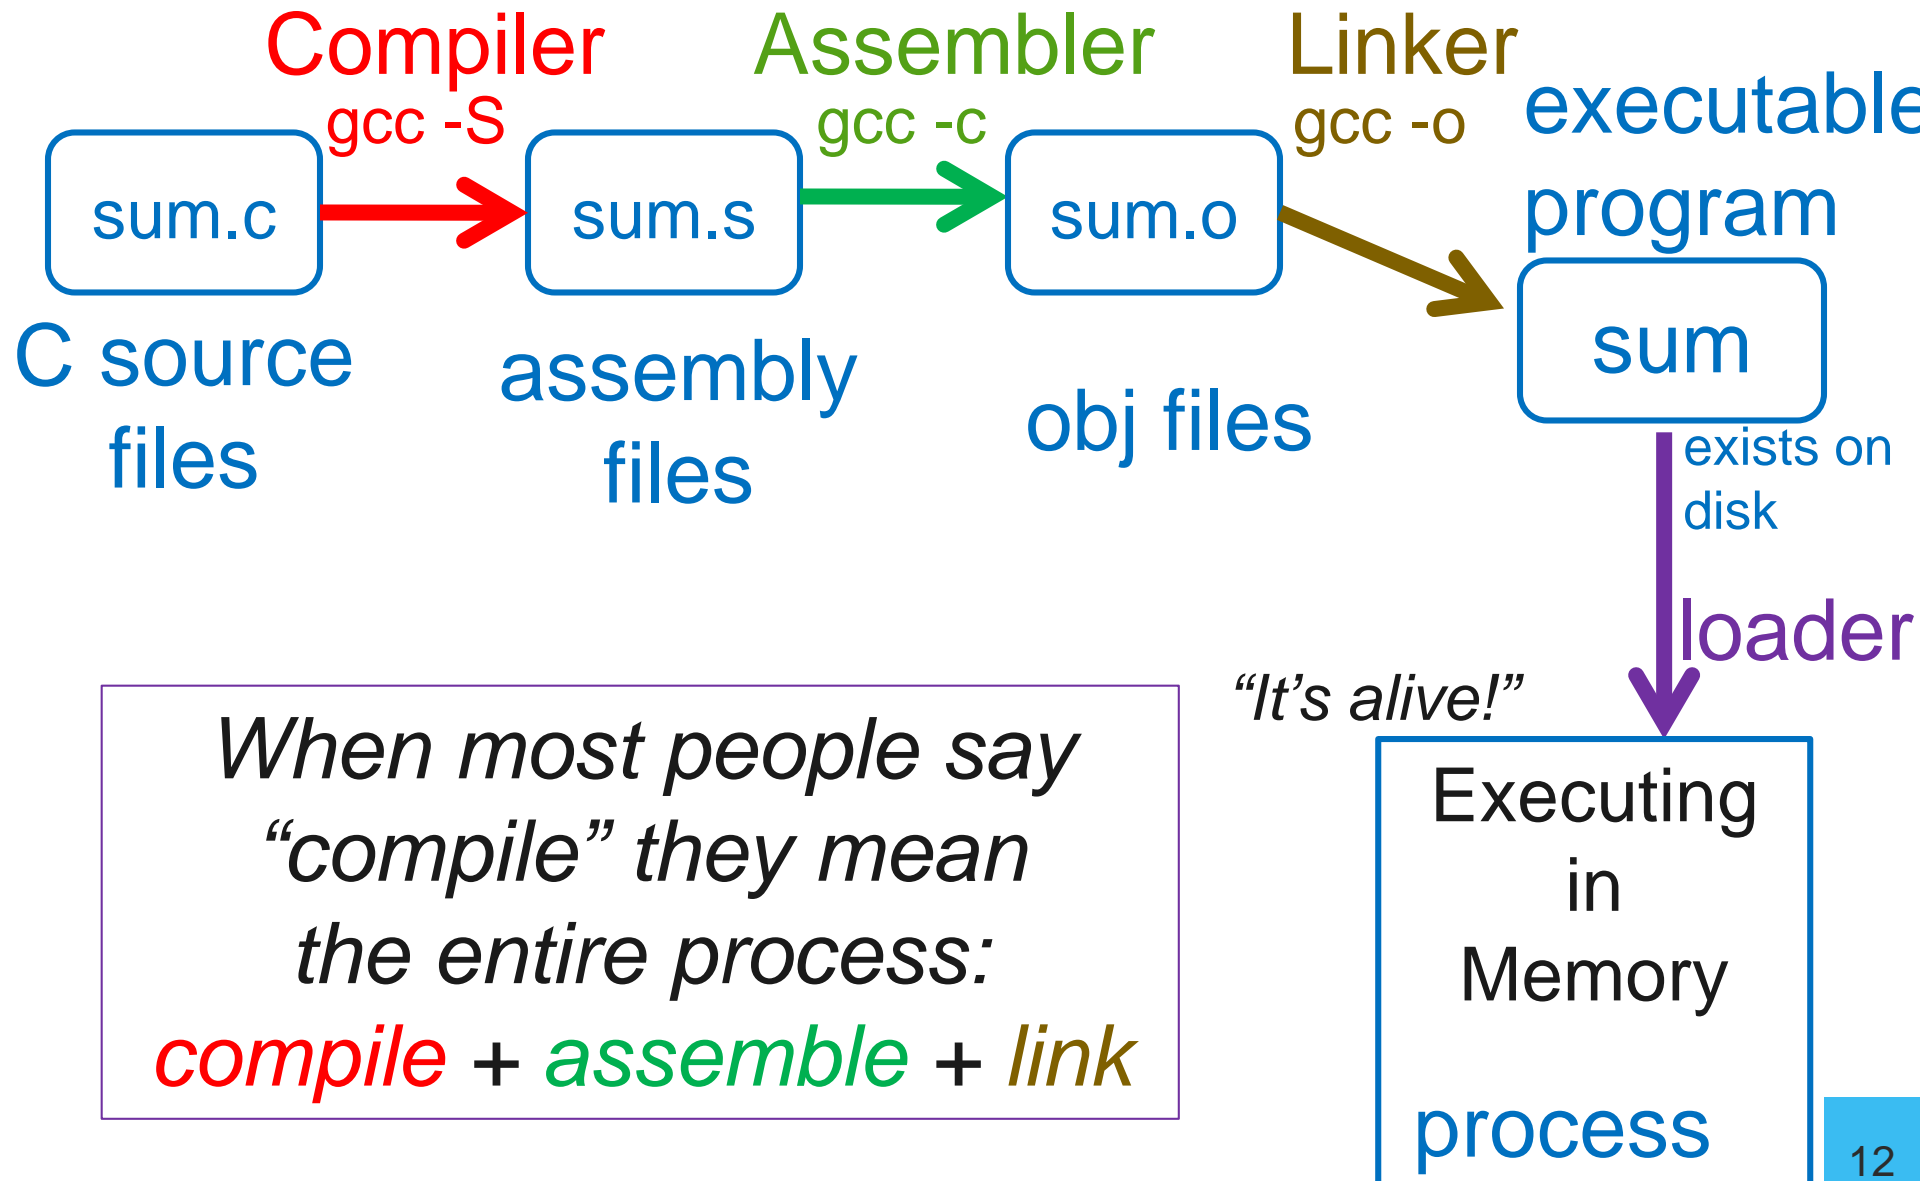 Compiler
gcc -S
Assembler
gcc -c
Linker
gcc -o
executable
program
sum.c
sum.s
sum.o
sum
C source
files
assembly
files
obj files
exists on
disk
loader
“It’s alive!”
When most people say
“compile” they mean
the entire process:
compile + assemble + link
Executing
in
Memory
process
12